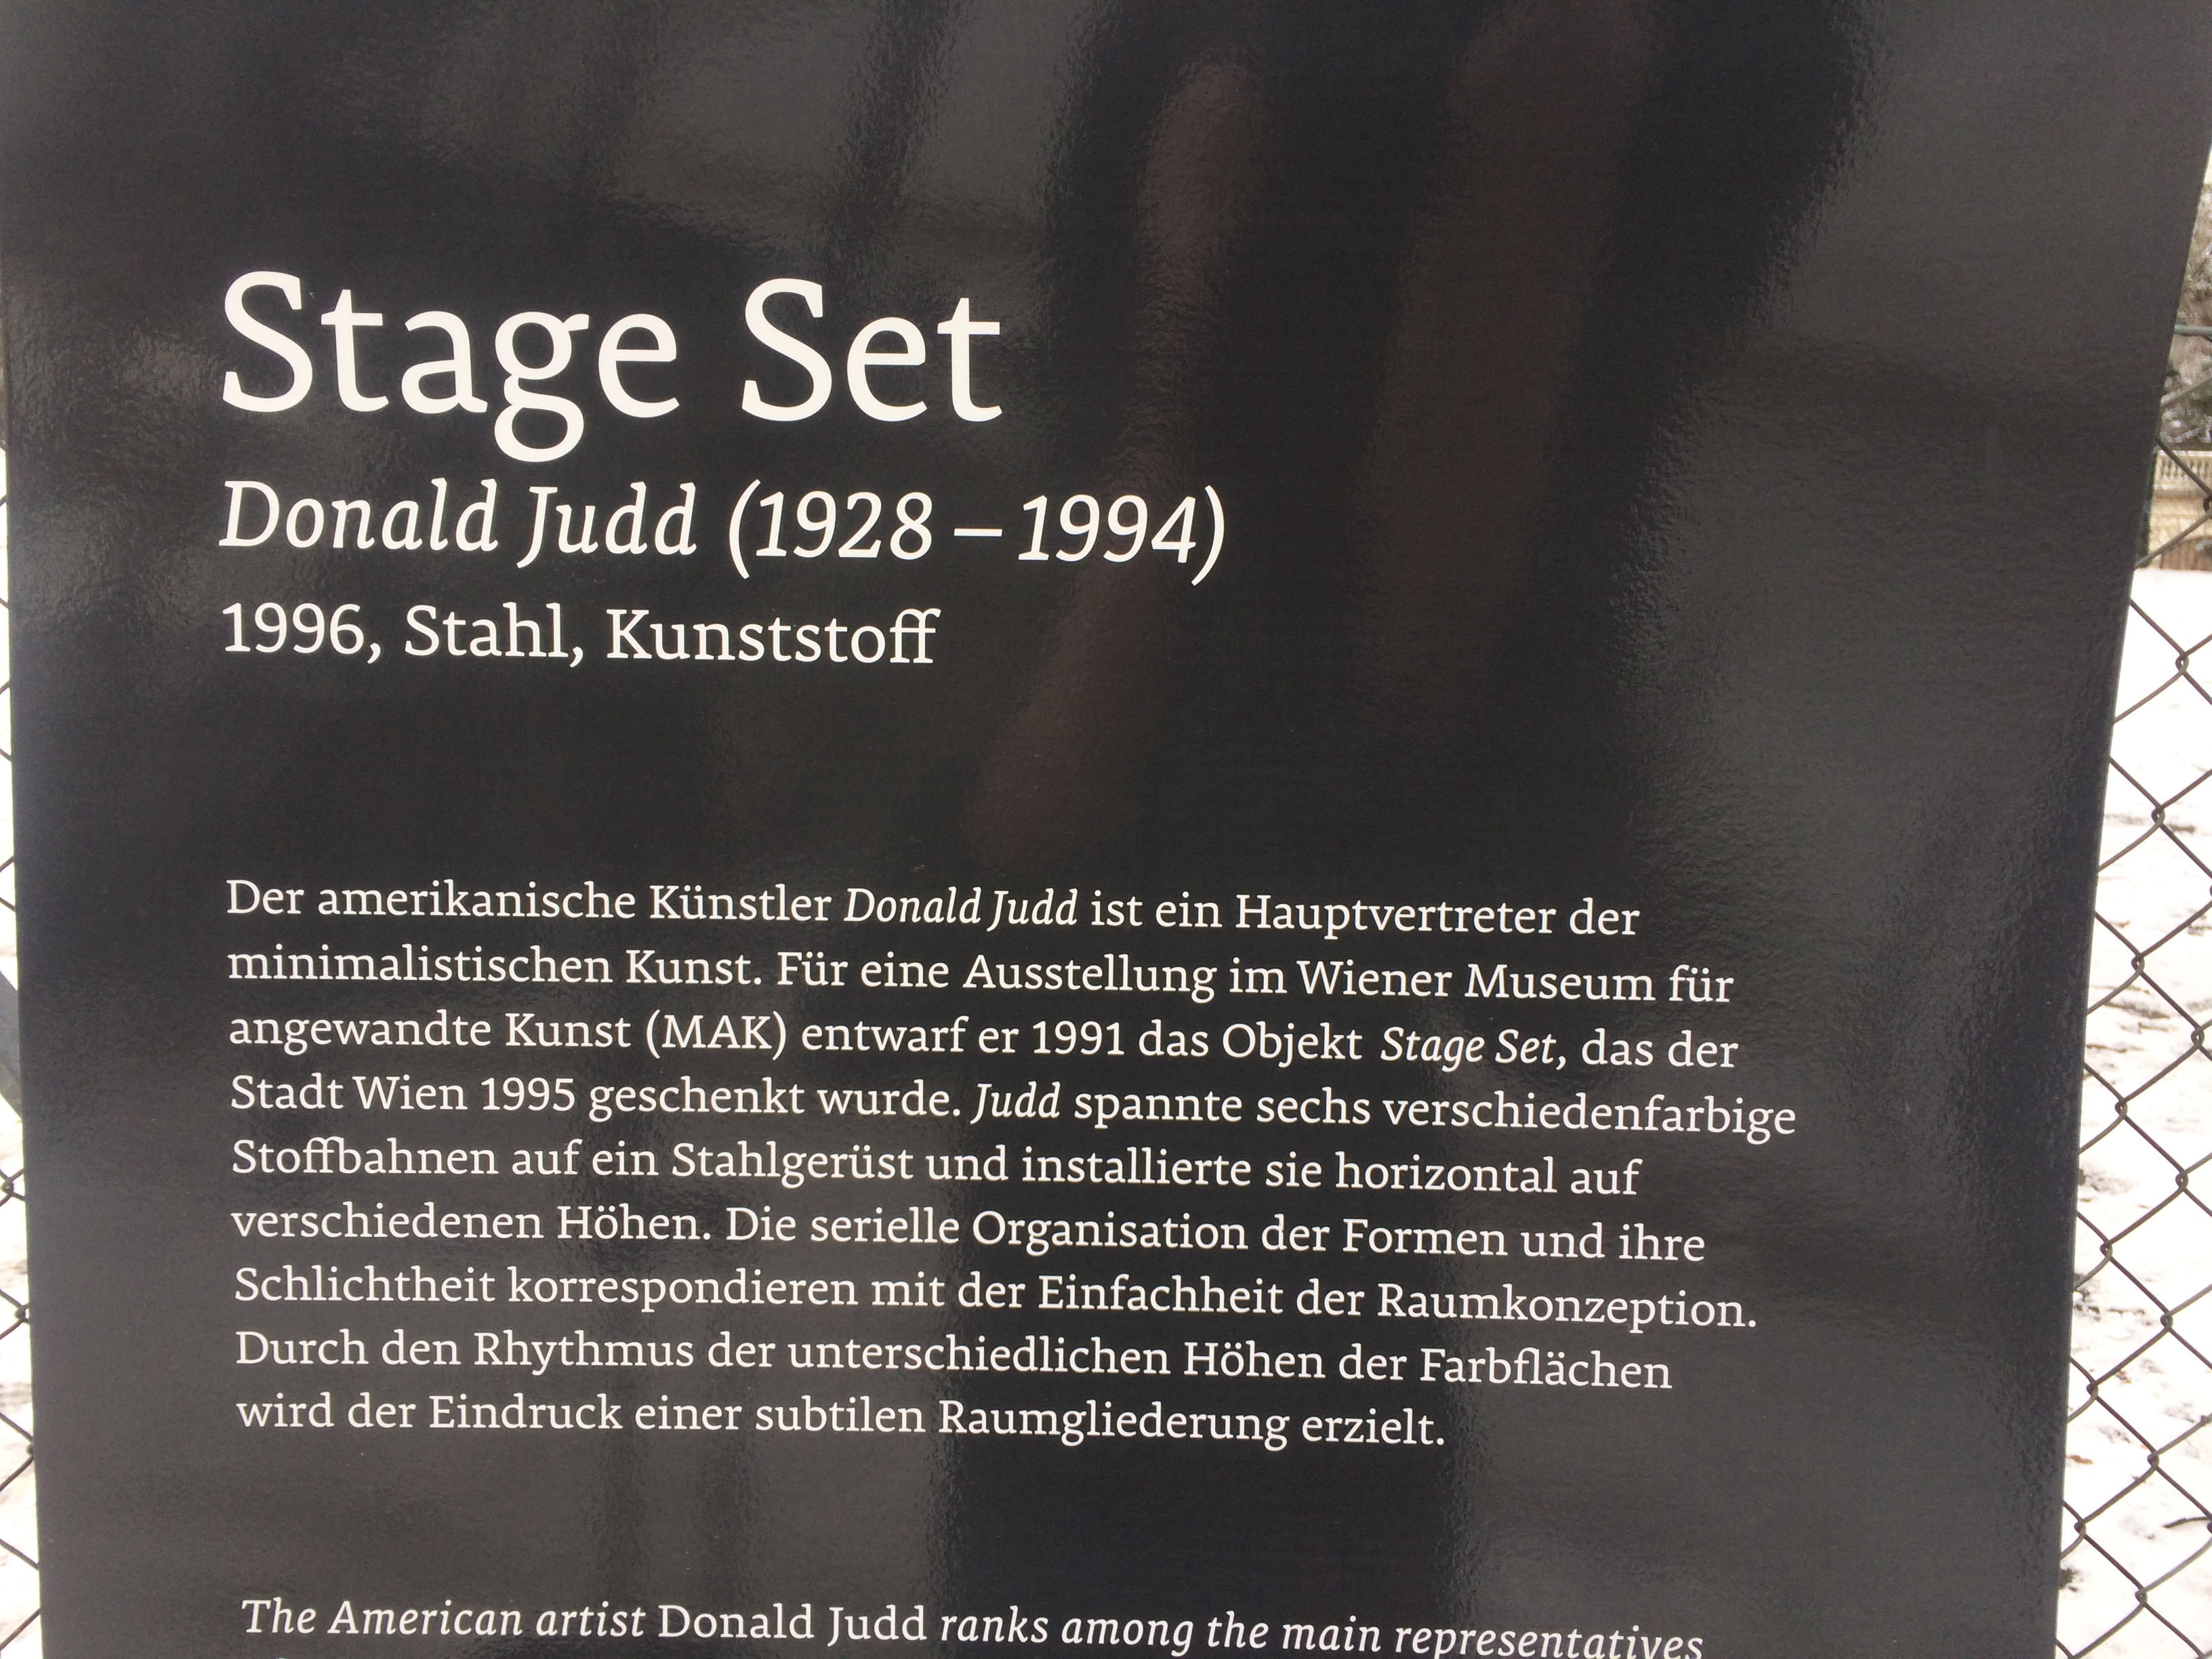 Stage Set
Donald Judd (1928 – 1994)
1996, Stahl, Kunststoff
Der amerikanische Künstler Donald Judd ist ein Hauptvertreter der
minimalistischen Kunst. Für eine Ausstellung im Wiener Museum für
angewandte Kunst (MAK) entwarf er 1991 das Objekt Stage Set, das der
Stadt Wien 1995 geschenkt wurde. Judd spannte sechs verschiedenfarbige
Stoffbahnen auf ein Stahlgerüst und installierte sie horizontal auf
verschiedenen Höhen. Die serielle Organisation der Formen und ihre
Schlichtheit korrespondieren mit der Einfachheit der Raumkonzeption.
Durch den Rhythmus der unterschiedlichen Höhen der Farbflächen
wird der Eindruck einer subtilen Raumgliederung erzielt.
The American artist Donald Judd ranks among the main representatives